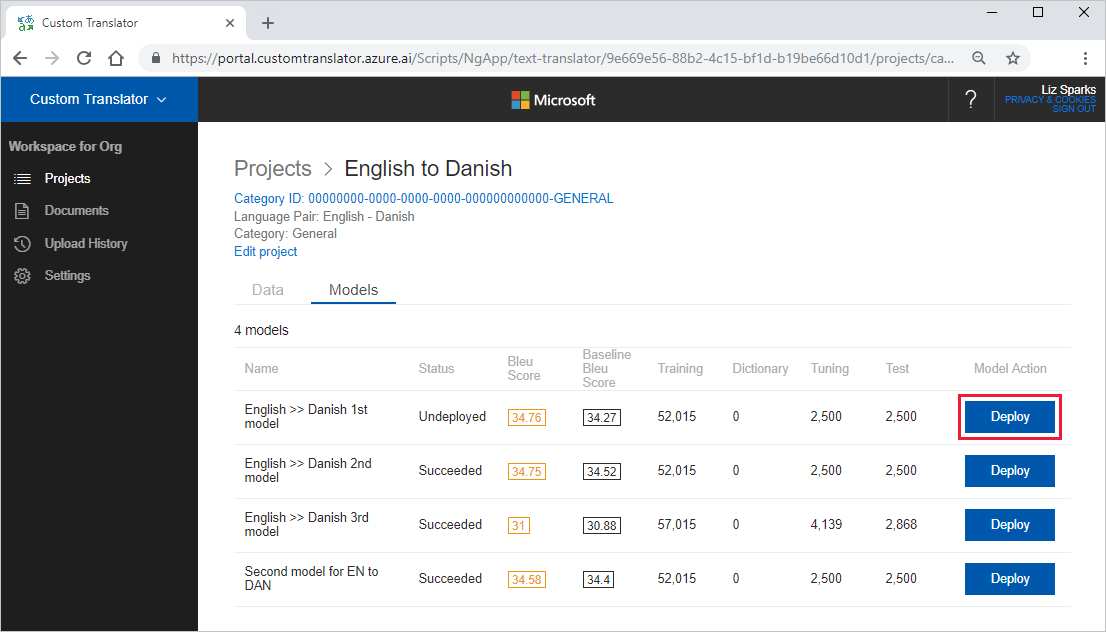 Custom Translator
https://portal.customtranslator.azure.ai/Scripts/NgApp/text-translator/9e669e56-88b2-4c15-bf1d-b19be66d10d1/projects/ca...
Custom Translator
Microsoft
?
Liz Sparks
PRIVACY & COOKIES
SIGN OUT
Workspace for Org
Projects
Documents
Upload History
Settings
Projects > English to Danish
Category ID: 00000000-0000-0000-0000-000000000000-GENERAL
Language Pair: English - Danish
Category: General
Edit project
Data Models
4 models
Name Status Bleu Score Baseline Bleu Score Training Dictionary Tuning Test Model Action
English >> Danish 1st model Undeployed 34.76 34.27 52,015 0 2,500 2,500 Deploy
English >> Danish 2nd model Succeeded 34.75 34.52 52,015 0 2,500 2,500 Deploy
English >> Danish 3rd model Succeeded 31 30.88 57,015 0 4,139 2,868 Deploy
Second model for EN to DAN Succeeded 34.58 34.4 52,015 0 2,500 2,500 Deploy